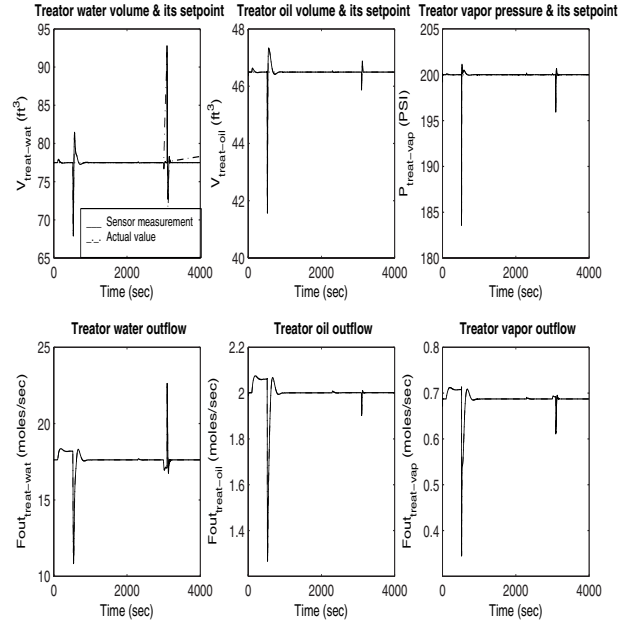 Treator water volume & its setpoint
Treator oil volume & its setpoint
Treator vapor pressure & its setpoint
95
90
85
80
75
70
65
V_treat-wat (ft^3)
Sensor measurement
Actual value
0 2000 4000
Time (sec)
48
46
44
42
40
V_treat-oil (ft^3)
0 2000 4000
Time (sec)
205
200
195
190
185
180
P_treat-vap (PSI)
0 2000 4000
Time (sec)
Treator water outflow
Treator oil outflow
Treator vapor outflow
25
20
15
10
Fout_treat-wat (moles/sec)
0 2000 4000
Time (sec)
2.2
2
1.8
1.6
1.4
Fout_treat-oil (moles/sec)
0 2000 4000
Time (sec)
0.8
0.7
0.6
0.5
0.4
Fout_treat-vap (moles/sec)
0 2000 4000
Time (sec)